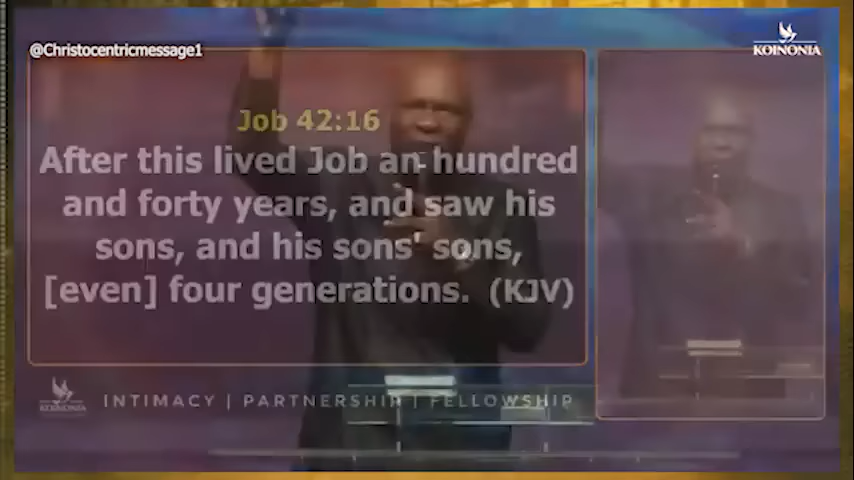 @Christocentricmessage1
KOINONIA
Job 42:16
After this lived Job an hundred
and forty years, and saw his
sons, and his sons' sons,
[even] four generations. (KJV)
KOINONIA
INTIMACY | PARTNERSHIP | FELLOWSHIP